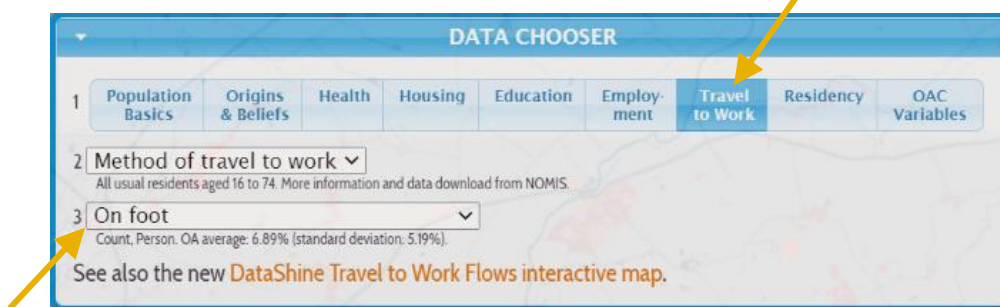 DATA CHOOSER
1 Population Basics Origins & Beliefs Health Housing Education Employ- ment Travel to Work Residency OAC Variables
2 Method of travel to work
All usual residents aged 16 to 74. More information and data download from NOMIS.
3 On foot
Count, Person. OA average: 6.89% (standard deviation: 5.19%).
See also the new DataShine Travel to Work Flows interactive map.